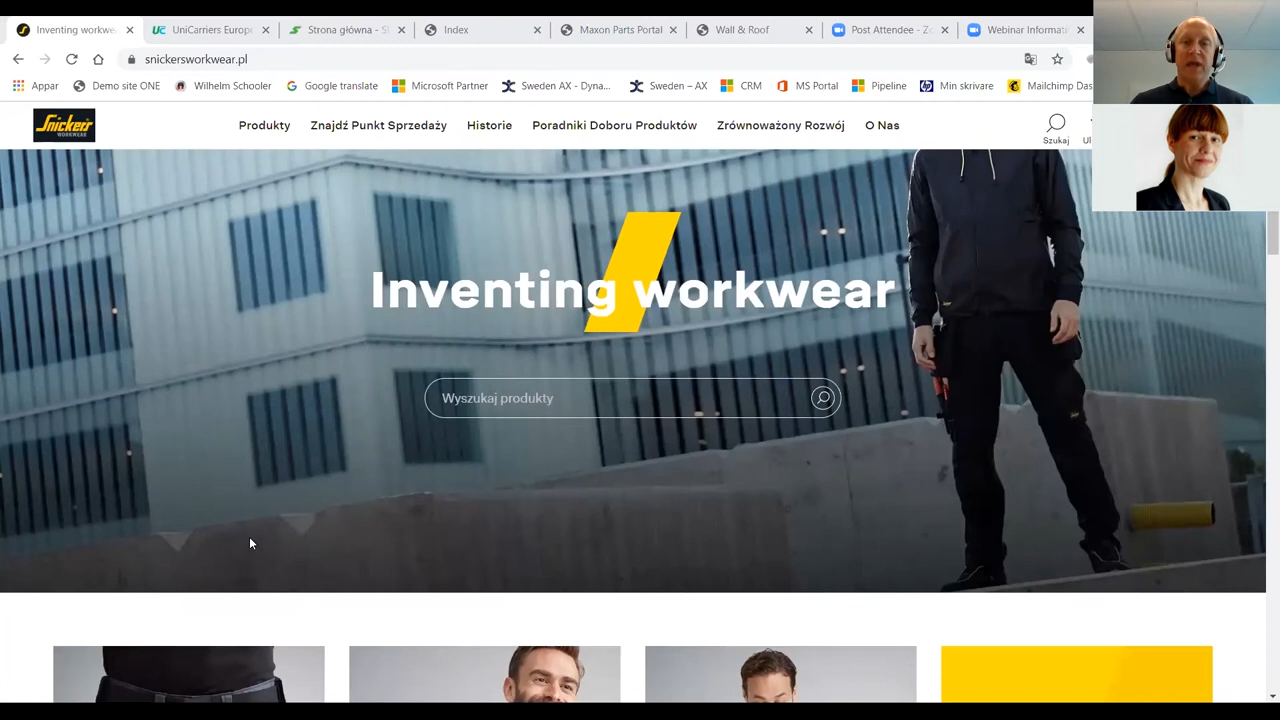 Inventing workwe
UniCarriers Europe
Strona główna - S
Index
Maxon Parts Portal
Wall & Roof
Post Attendee - Zo
Webinar Informati
snickersworkwear.pl
Appar
Demo site ONE
Wilhelm Schooler
Google translate
Microsoft Partner
Sweden AX - Dyna...
Sweden – AX
CRM
MS Portal
Pipeline
Min skrivare
Mailchimp Das
Snickers
WORKWEAR
Produkty
Znajdź Punkt Sprzedaży
Historie
Poradniki Doboru Produktów
Zrównoważony Rozwój
O Nas
Szukaj
Ul
Inventing workwear
Wyszukaj produkty